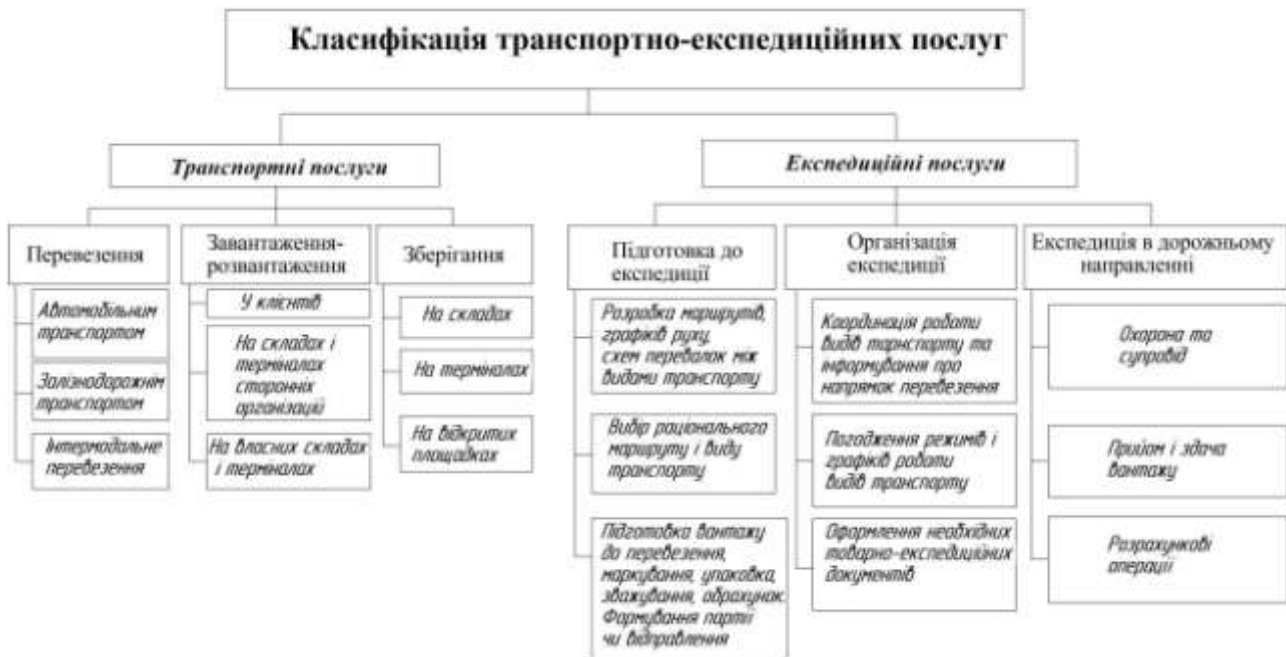 Класифікація транспортно-експедиційних послуг
Транспортні послуги
Експедиційні послуги
Перевезення
Автомобільним
транспортом
Залізнодорожнім
транспортом
Інтермодальне
перевезення
Завантаження-
розвантаження
У клієнтів
На складах і
терміналах
сторонніх
організацій
На власних складах
і терміналах
Зберігання
На складах
На терміналах
На відкритих
площадках
Підготовка до
експедиції
Розробка маршрутів,
графіків руху,
схем перевалок між
видами транспорту
Вибір раціонального
маршруту і виду
транспорту
Підготовка вантажу
до перевезення,
маркування, упаковка,
зважування, обрахунок.
Формування партії
чи відправлення
Організація
експедиції
Координація роботи
видів тарнспорту та
інформування про
напрямок перевезення
Погодження режимів і
графіків роботи
видів транспорту
Оформлення необхідних
товарно-експедиційних
документів
Експедиція в дорожньому
направленні
Охорона та
супровід
Прийом і здача
вантажу
Розрахункові
операції